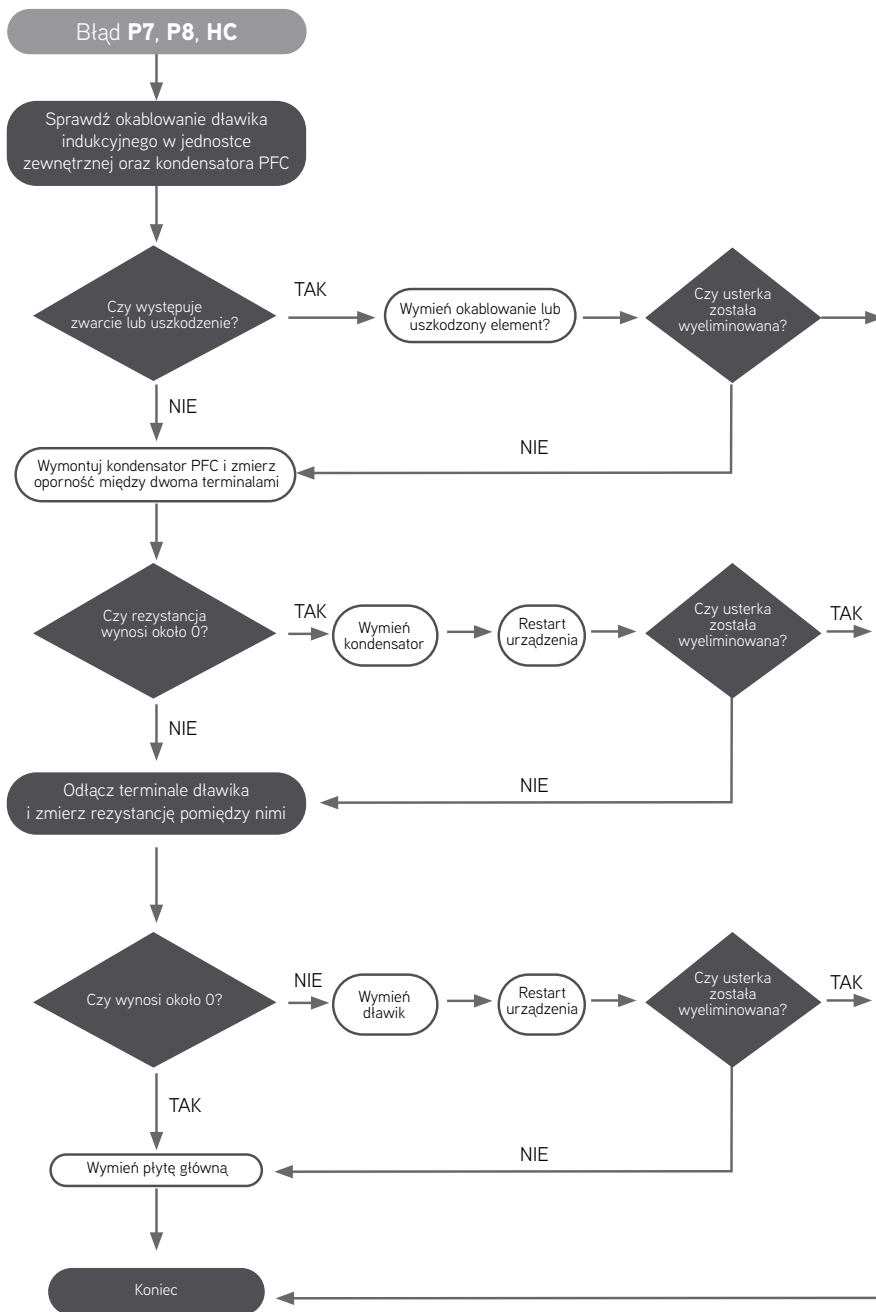 Błąd P7, P8, HC
Sprawdź okablowanie dławika
indukcyjnego w jednostce
zewnętrznej oraz kondensatora PFC
Czy występuje
zwarcie lub uszkodzenie?
TAK
Wymień okablowanie lub
uszkodzony element?
Czy usterka
została
wyeliminowana?
NIE
NIE
Wymontuj kondensator PFC i zmierz
oporność między dwoma terminalami
Czy rezystancja
wynosi około 0?
TAK
Wymień
kondensator
Restart
urządzenia
Czy usterka
została
wyeliminowana?
TAK
NIE
NIE
Odłącz terminale dławika
i zmierz rezystancję pomiędzy nimi
Czy wynosi około 0?
NIE
Wymień
dławik
Restart
urządzenia
Czy usterka
została
wyeliminowana?
TAK
TAK
NIE
Wymień płytę główną
Koniec